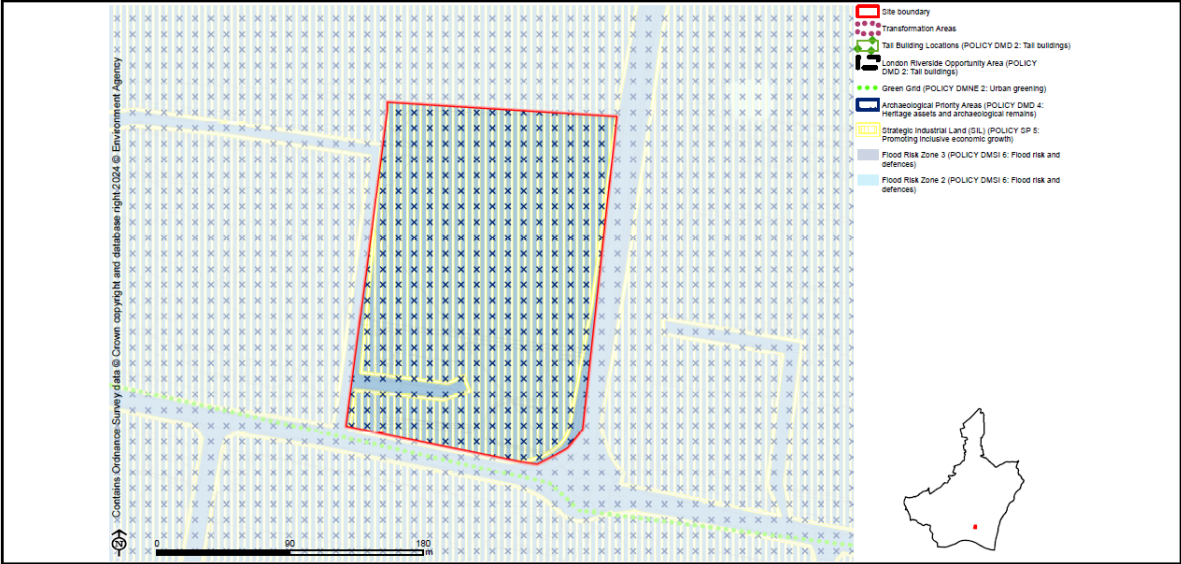 Site boundary
Transformation Areas
Tall Building Locations (POLICY DMD 2: Tall buildings)
London Riverside Opportunity Area (POLICY
DMD 2: Tall buildings)
Green Grid (POLICY DMNE 2: Urban greening)
Archaeological Priority Areas (POLICY DMD 4:
Heritage assets and archaeological remains)
Strategic Industrial Land (SIL) (POLICY SP 5:
Promoting inclusive economic growth)
Flood Risk Zone 3 (POLICY DMSI 6: Flood risk and
defences)
Flood Risk Zone 2 (POLICY DMSI 6: Flood risk and
defences)
Contains Ordnance Survey data © Crown copyright and database right 2024 © Environment Agency
N
0 90 180
m